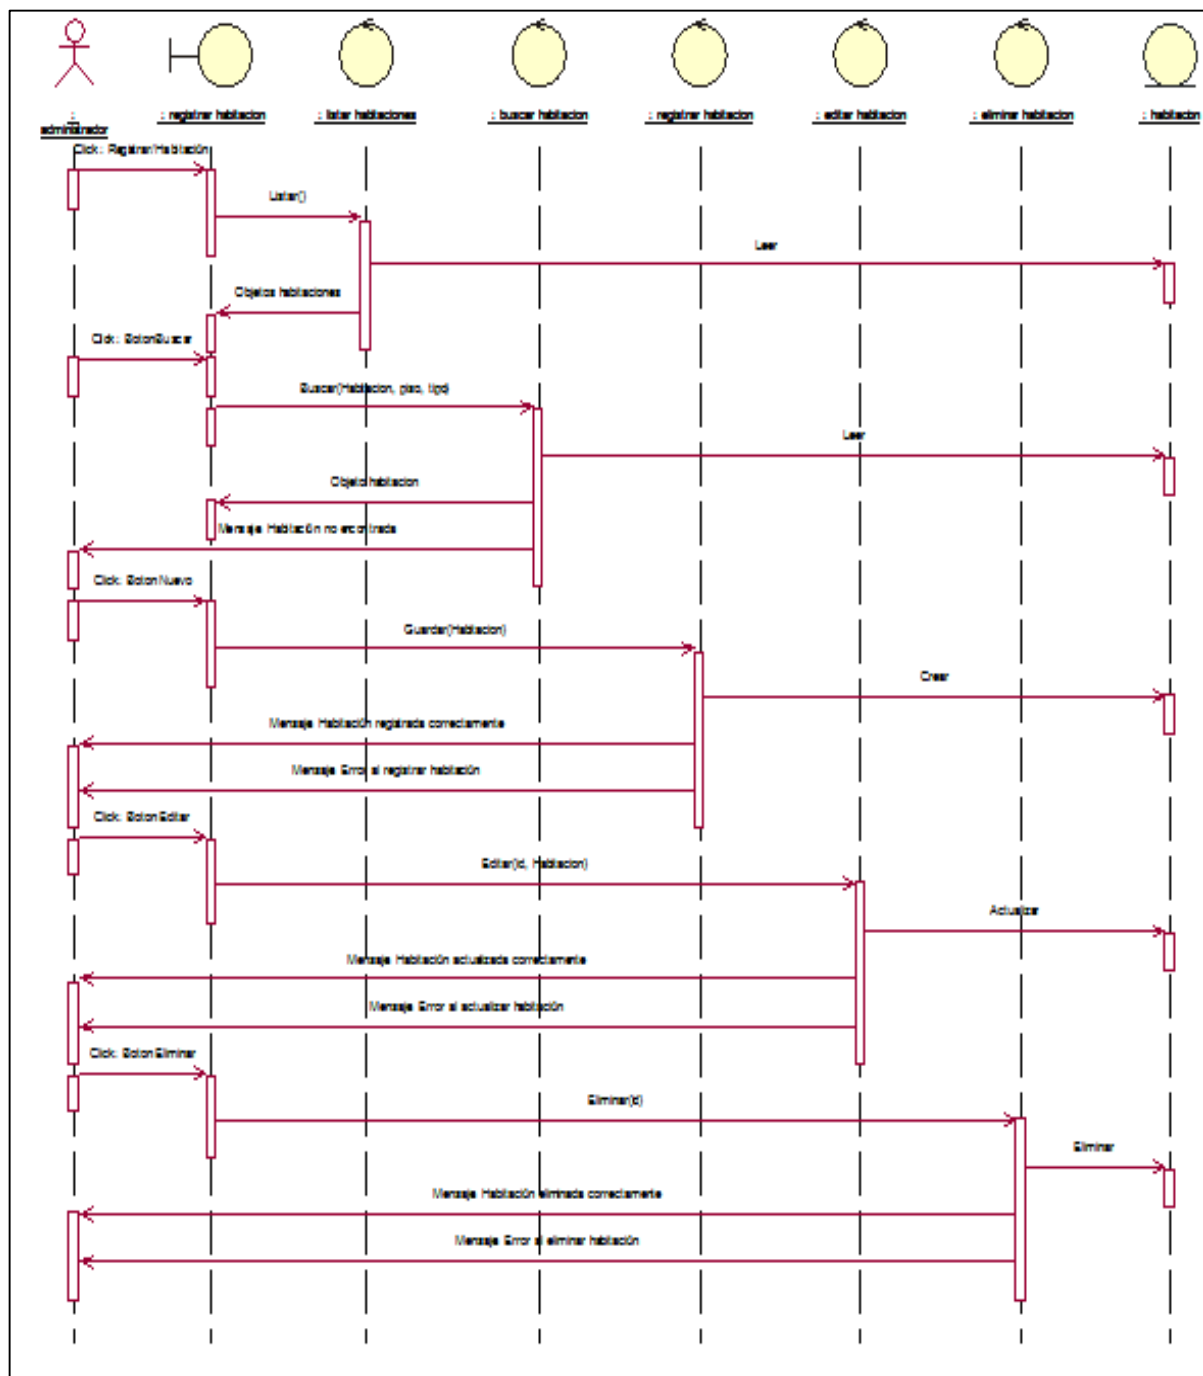 :
administrador
: registrar habitacion
: listar habitaciones
: buscar habitacion
: registrar habitacion
: editar habitacion
: eliminar habitacion
: habitacion
Click : Registrar Habitación
Listar()
Leer
Objetos habitaciones
Click : BotonBuscar
Buscar(Habitacion, piso, tipo)
Leer
Objeto habitacion
Mensaje Habitación no encontrada
Click : BotonNuevo
Guardar(Habitacion)
Crear
Mensaje Habitación registrada correctamente
Mensaje Error al registrar habitación
Click : BotonEditar
Editar(id, Habitacion)
Actualizar
Mensaje Habitación actualizada correctamente
Mensaje Error al actualizar habitación
Click : BotonEliminar
Eliminar(id)
Eliminar
Mensaje Habitación eliminada correctamente
Mensaje Error al eliminar habitación